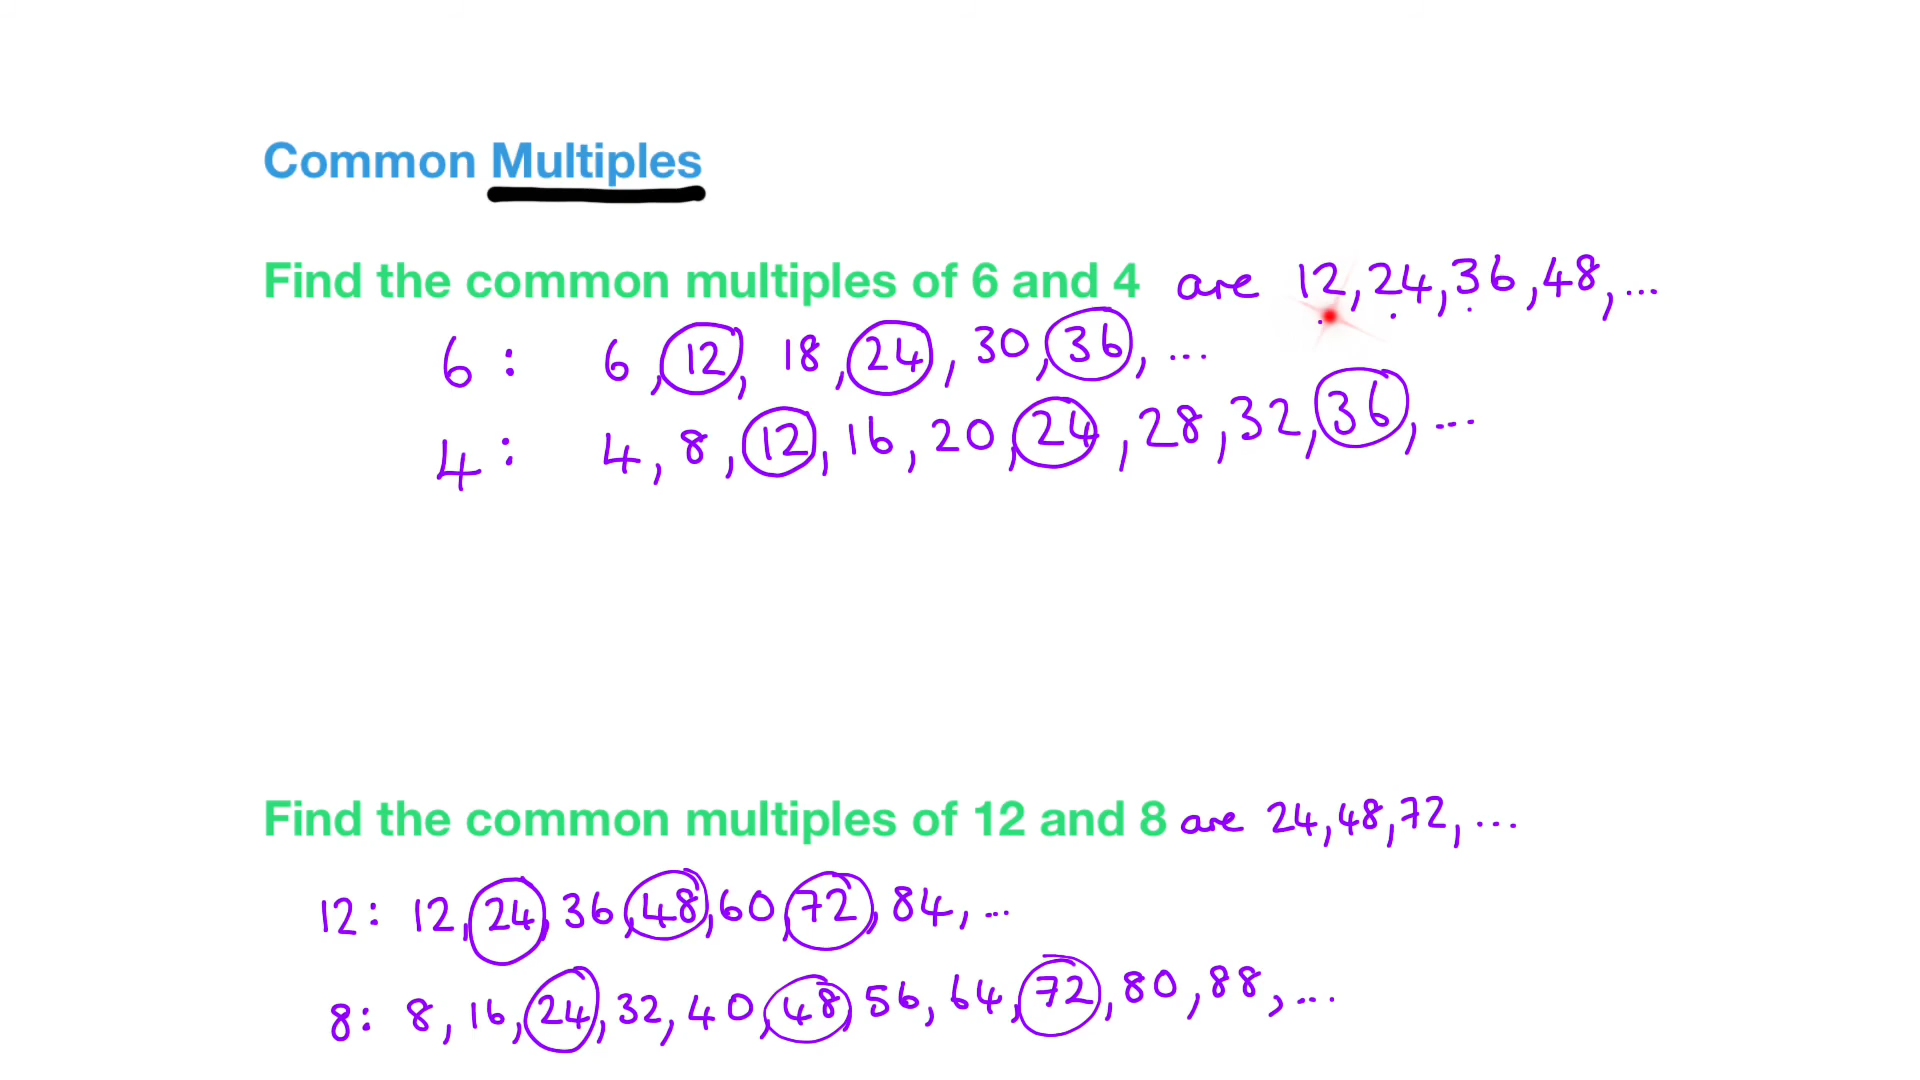 Common Multiples
Find the common multiples of 6 and 4 are 12, 24, 36, 48, ...
6 : 6, 12, 18, 24, 30, 36, ...
4 : 4, 8, 12, 16, 20, 24, 28, 32, 36, ...
Find the common multiples of 12 and 8 are 24, 48, 72, ...
12: 12, 24, 36, 48, 60, 72, 84, ...
8: 8, 16, 24, 32, 40, 48, 56, 64, 72, 80, 88, ...